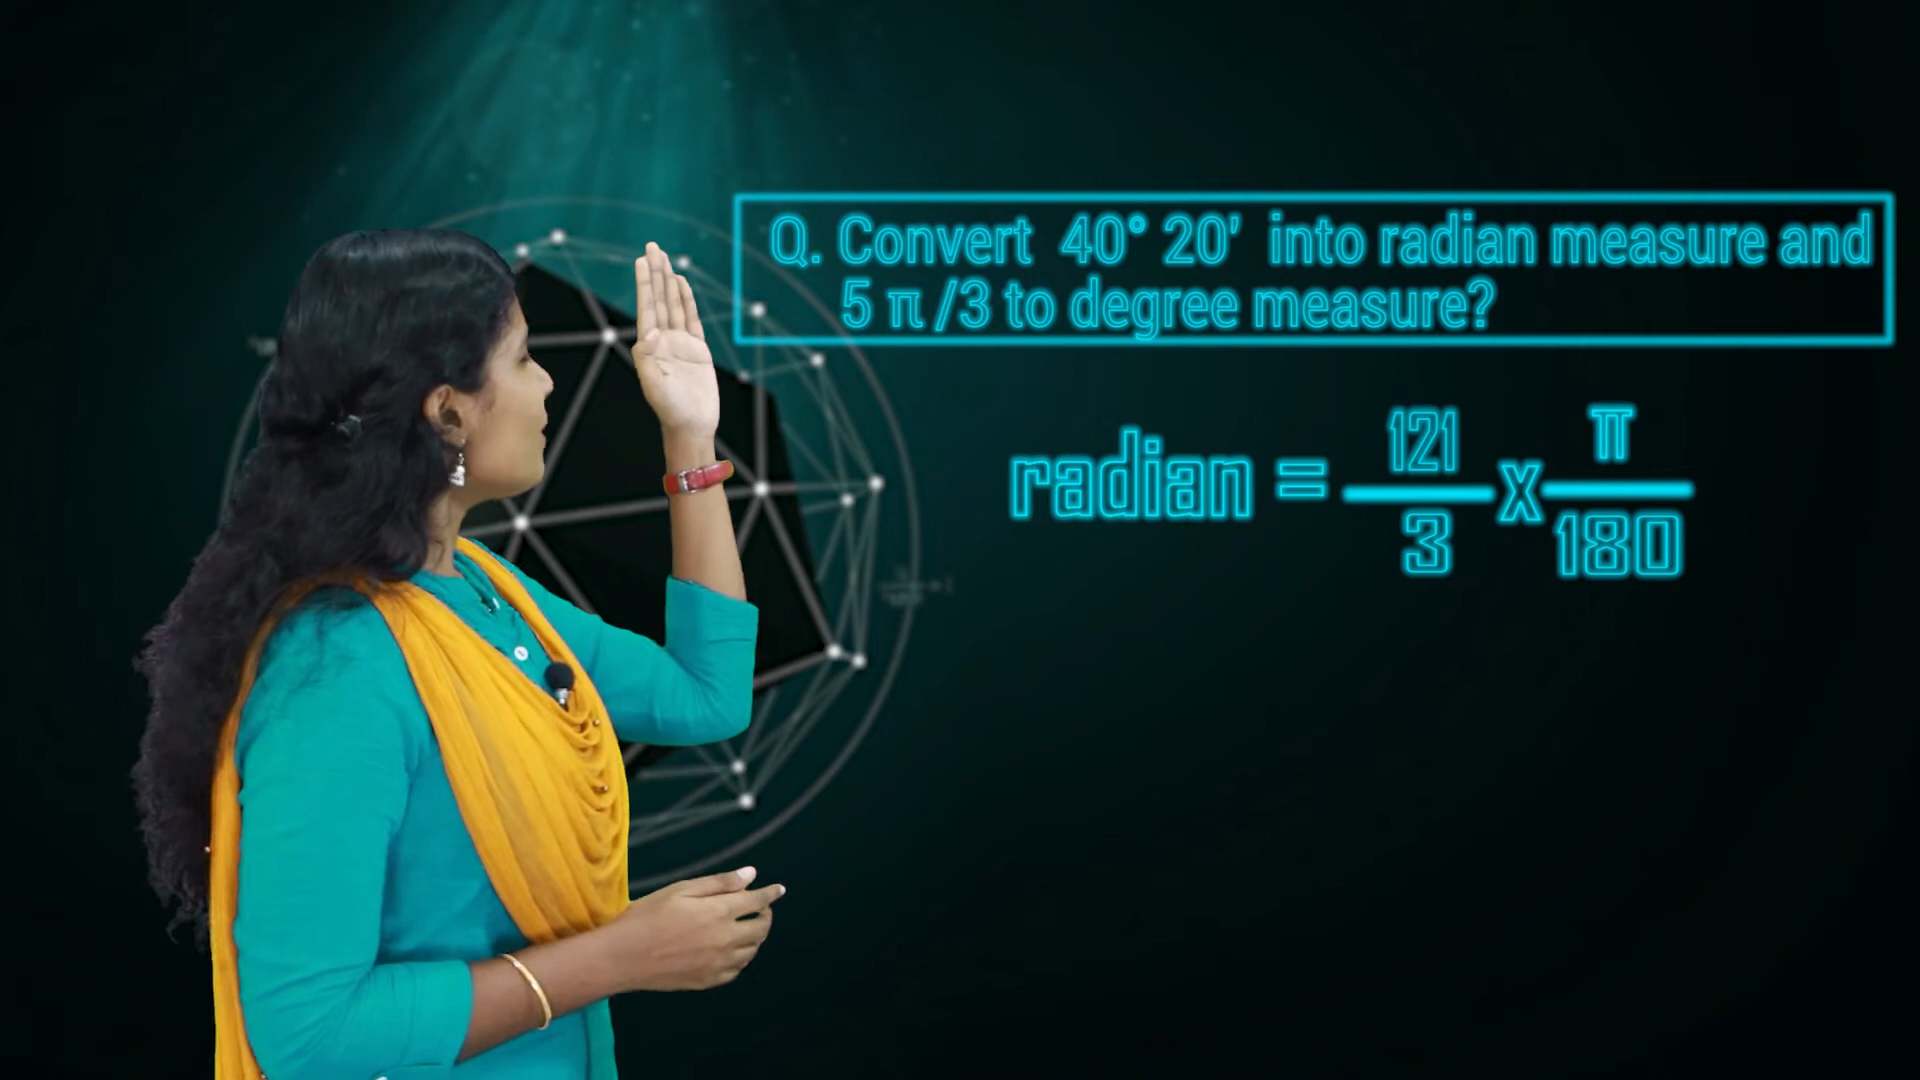 Q. Convert 40° 20' into radian measure and
5 π /3 to degree measure?
radian = 121/3 x π/180